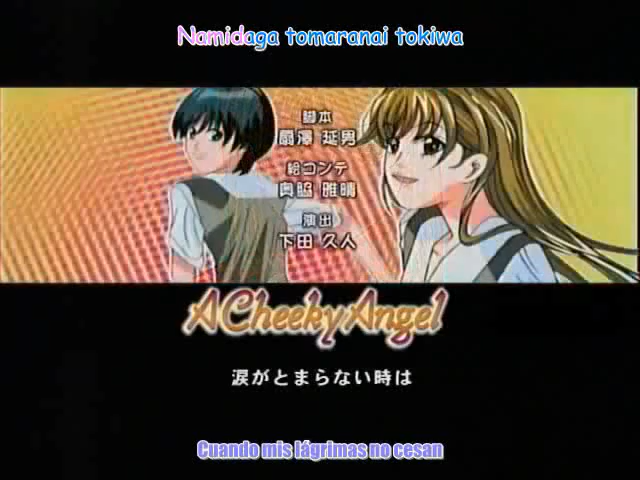 Namidaga tomaranai tokiwa
脚本
扇澤 延男
絵コンテ
奥脇 雅晴
演出
下田 久人
A Cheeky Angel
涙がとまらない時は
Cuando mis lágrimas no cesan